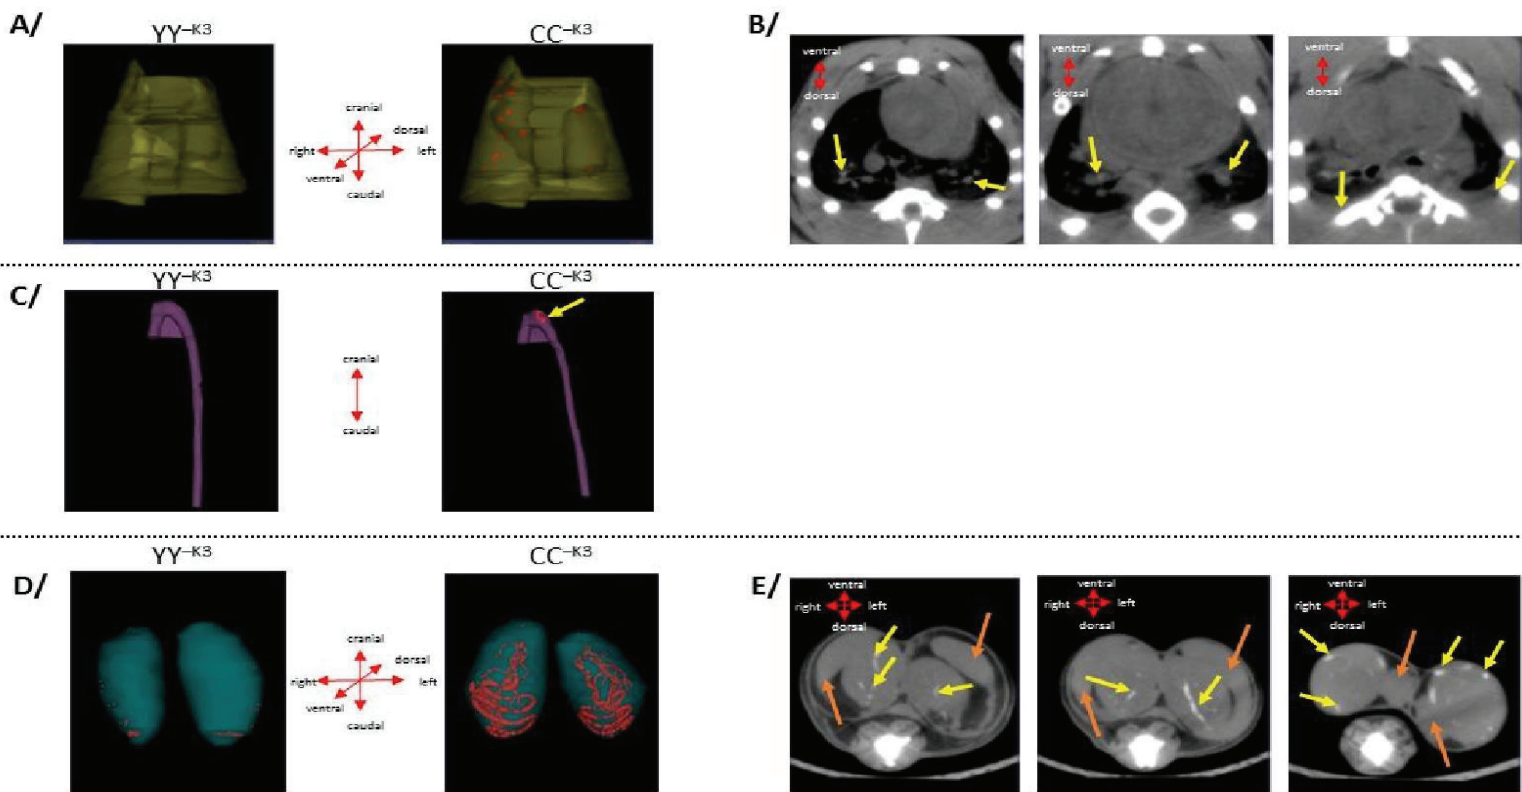 A/
YY–K3
CC–K3
cranial
dorsal
right
left
ventral
caudal
B/
ventral
dorsal
ventral
dorsal
ventral
dorsal
C/
YY–K3
CC–K3
cranial
caudal
D/
YY–K3
CC–K3
cranial
dorsal
right
left
ventral
caudal
E/
ventral
right
left
dorsal
ventral
right
left
dorsal
ventral
right
left
dorsal